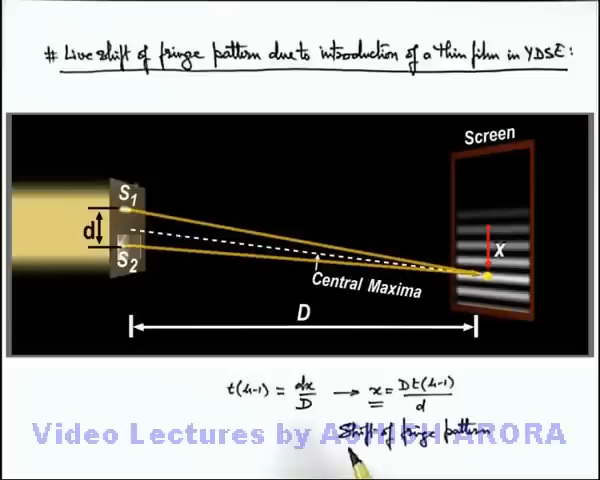 # Live shift of fringe pattern due to introduction of a thin film in YDSE:
Screen
S1
d
S2
x
Central Maxima
D
t(μ-1) = dx/D → x = Dt(μ-1)/d
Shift of fringe pattern
Video Lectures by ASHISH ARORA